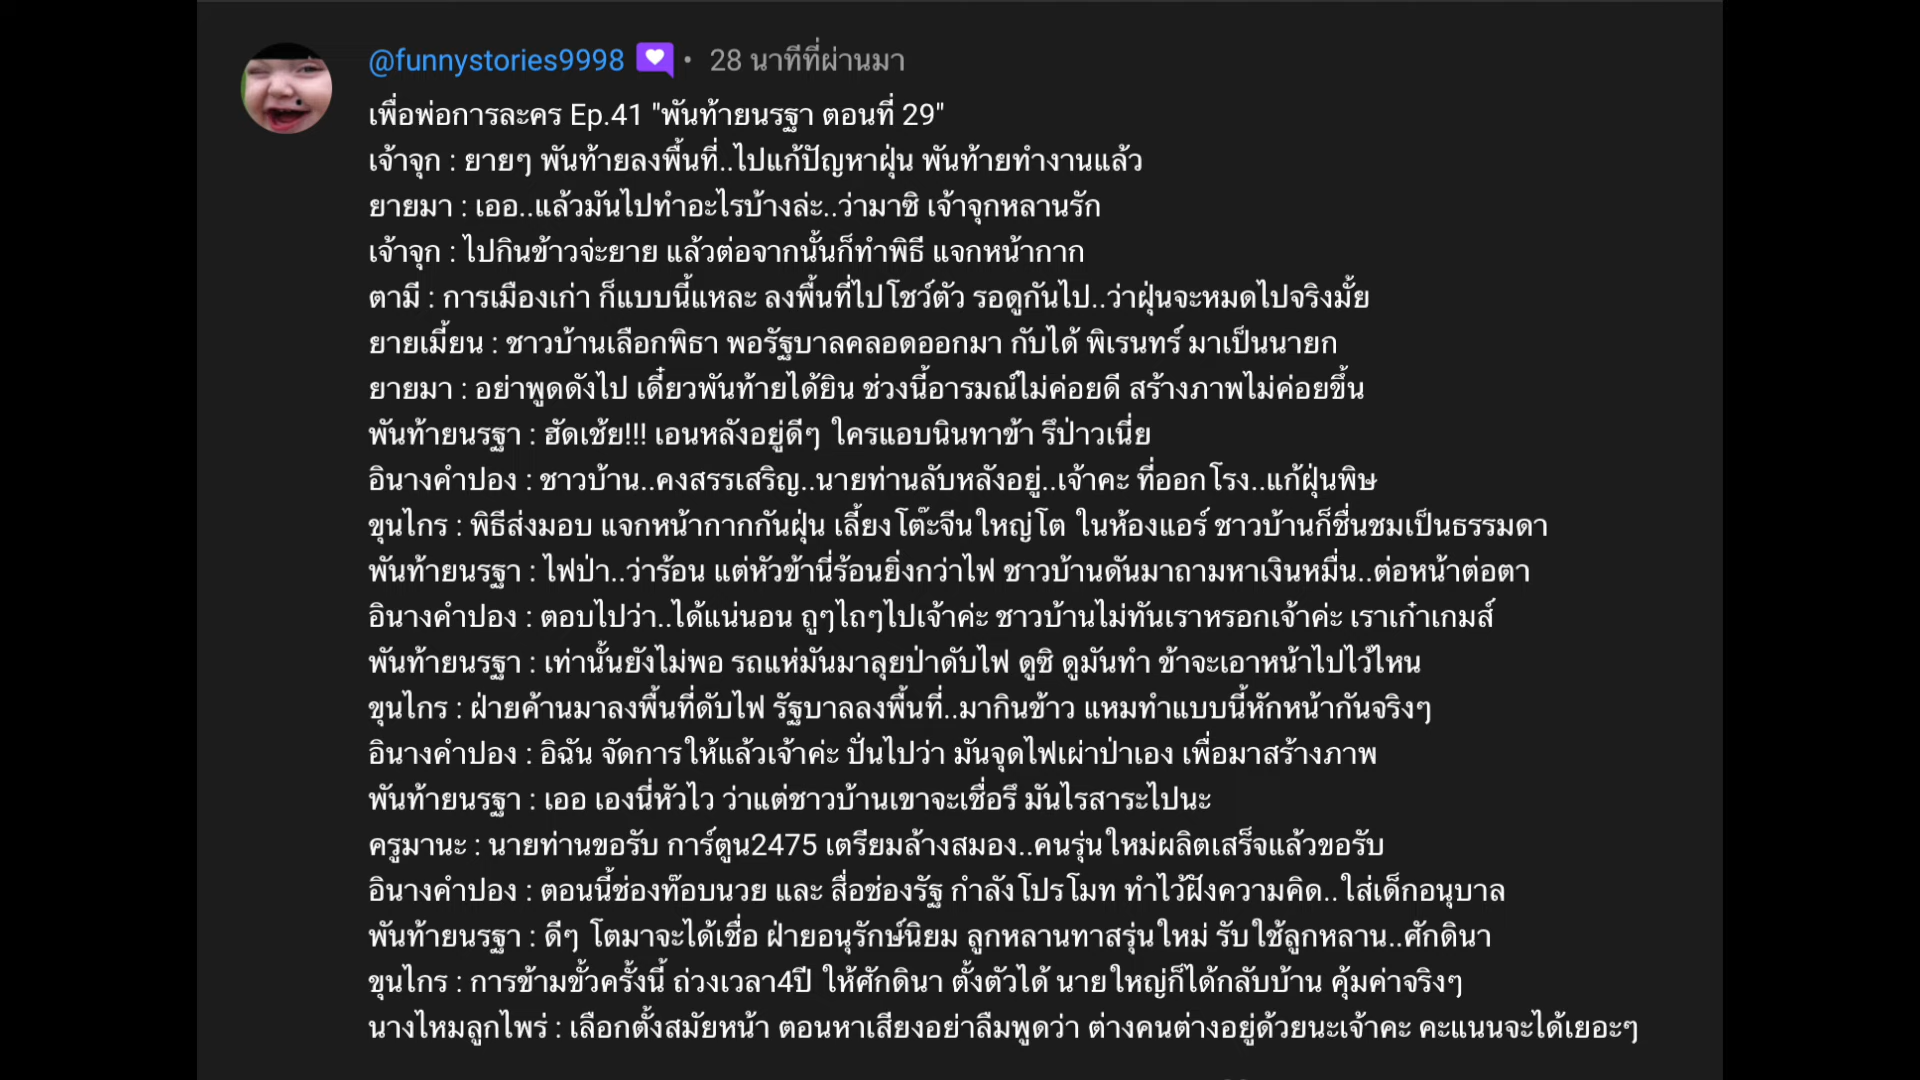 @funnystories9998 • 28 นาทีที่ผ่านมา
เพื่อพ่อการละคร Ep.41 "พันท้ายนรฐา ตอนที่ 29"
เจ้าจุก : ยายๆ พันท้ายลงพื้นที่..ไปแก้ปัญหาฝุ่น พันท้ายทำงานแล้ว
ยายมา : เออ..แล้วมันไปทำอะไรบ้างล่ะ..ว่ามาซิ เจ้าจุกหลานรัก
เจ้าจุก : ไปกินข้าวจ่ะยาย แล้วต่อจากนั้นก็ทำพิธี แจกหน้ากาก
ตามี : การเมืองเก่า ก็แบบนี้แหละ ลงพื้นที่ไปโชว์ตัว รอดูกันไป..ว่าฝุ่นจะหมดไปจริงมั้ย
ยายเมี้ยน : ชาวบ้านเลือกพิธา พอรัฐบาลคลอดออกมา กับได้ พิเรนทร์ มาเป็นนายก
ยายมา : อย่าพูดดังไป เดี๋ยวพันท้ายได้ยิน ช่วงนี้อารมณ์ไม่ค่อยดี สร้างภาพไม่ค่อยขึ้น
พันท้ายนรฐา : ฮัดเช้ย!!! เอนหลังอยู่ดีๆ ใครแอบนินทาข้า รึป่าวเนี่ย
อินางคำปอง : ชาวบ้าน..คงสรรเสริญ..นายท่านลับหลังอยู่..เจ้าคะ ที่ออกโรง..แก้ฝุ่นพิษ
ขุนไกร : พิธีส่งมอบ แจกหน้ากากกันฝุ่น เลี้ยงโต๊ะจีนใหญ่โต ในห้องแอร์ ชาวบ้านก็ชื่นชมเป็นธรรมดา
พันท้ายนรฐา : ไฟป่า..ว่าร้อน แต่หัวข้านี่ร้อนยิ่งกว่าไฟ ชาวบ้านดันมาถามหาเงินหมื่น..ต่อหน้าต่อตา
อินางคำปอง : ตอบไปว่า..ได้แน่นอน ถูๆไถๆไปเจ้าค่ะ ชาวบ้านไม่ทันเราหรอกเจ้าค่ะ เราเก๋าเกมส์
พันท้ายนรฐา : เท่านั้นยังไม่พอ รถแห่มันมาลุยป่าดับไฟ ดูซิ ดูมันทำ ข้าจะเอาหน้าไปไว้ไหน
ขุนไกร : ฝ่ายค้านมาลงพื้นที่ดับไฟ รัฐบาลลงพื้นที่..มากินข้าว แหมทำแบบนี้หักหน้ากันจริงๆ
อินางคำปอง : อิฉัน จัดการให้แล้วเจ้าค่ะ ปั่นไปว่า มันจุดไฟเผ่าป่าเอง เพื่อมาสร้างภาพ
พันท้ายนรฐา : เออ เองนี่หัวไว ว่าแต่ชาวบ้านเขาจะเชื่อรึ มันไรสาระไปนะ
ครูมานะ : นายท่านขอรับ การ์ตูน2475 เตรียมล้างสมอง..คนรุ่นใหม่ผลิตเสร็จแล้วขอรับ
อินางคำปอง : ตอนนี้ช่องท๊อบนวย และ สื่อช่องรัฐ กำลังโปรโมท ทำไว้ฝังความคิด..ใส่เด็กอนุบาล
พันท้ายนรฐา : ดีๆ โตมาจะได้เชื่อ ฝ่ายอนุรักษ์นิยม ลูกหลานทาสรุ่นใหม่ รับใช้ลูกหลาน..ศักดินา
ขุนไกร : การข้ามขั้วครั้งนี้ ถ่วงเวลา4ปี ให้ศักดินา ตั้งตัวได้ นายใหญ่ก็ได้กลับบ้าน คุ้มค่าจริงๆ
นางไหมลูกไพร่ : เลือกตั้งสมัยหน้า ตอนหาเสียงอย่าลืมพูดว่า ต่างคนต่างอยู่ด้วยนะเจ้าคะ คะแนนจะได้เยอะๆ